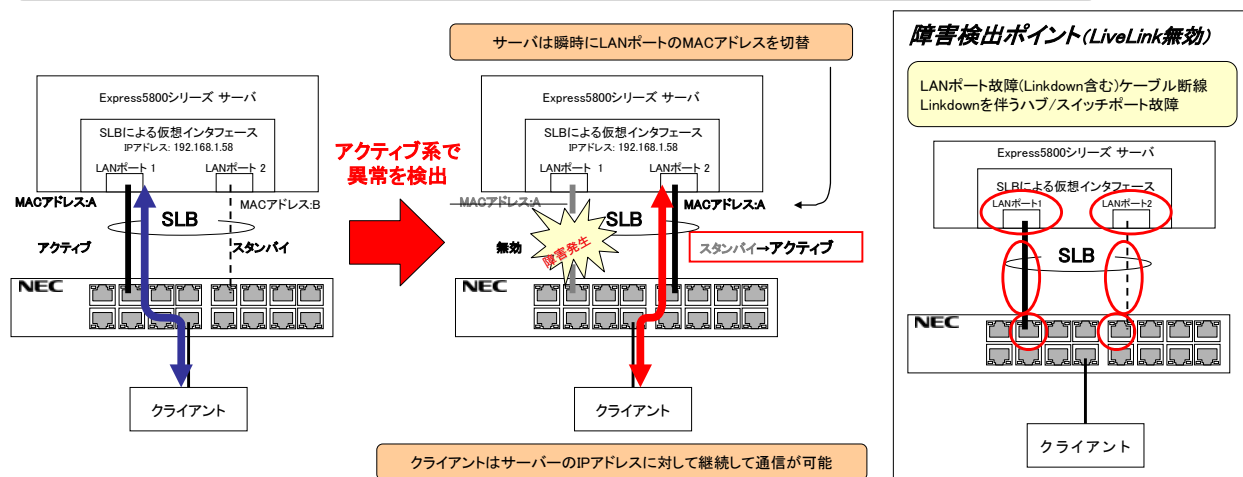 サーバは瞬時にLANポートのMACアドレスを切替
Express5800シリーズ サーバ
SLBによる仮想インタフェース
IPアドレス: 192.168.1.58
LANポート 1
LANポート 2
MACアドレス:A
MACアドレス:B
SLB
アクティブ
スタンバイ
NEC
クライアント
アクティブ系で
異常を検出
Express5800シリーズ サーバ
SLBによる仮想インタフェース
IPアドレス: 192.168.1.58
LANポート 1
LANポート 2
MACアドレス:A
MACアドレス:A
SLB
無効
障害発生
スタンバイ→アクティブ
NEC
クライアント
クライアントはサーバーのIPアドレスに対して継続して通信が可能
障害検出ポイント(LiveLink無効)
LANポート故障(Linkdown含む)ケーブル断線
Linkdownを伴うハブ/スイッチポート故障
Express5800シリーズ サーバ
SLBによる仮想インタフェース
LANポート1
LANポート2
SLB
NEC
クライアント